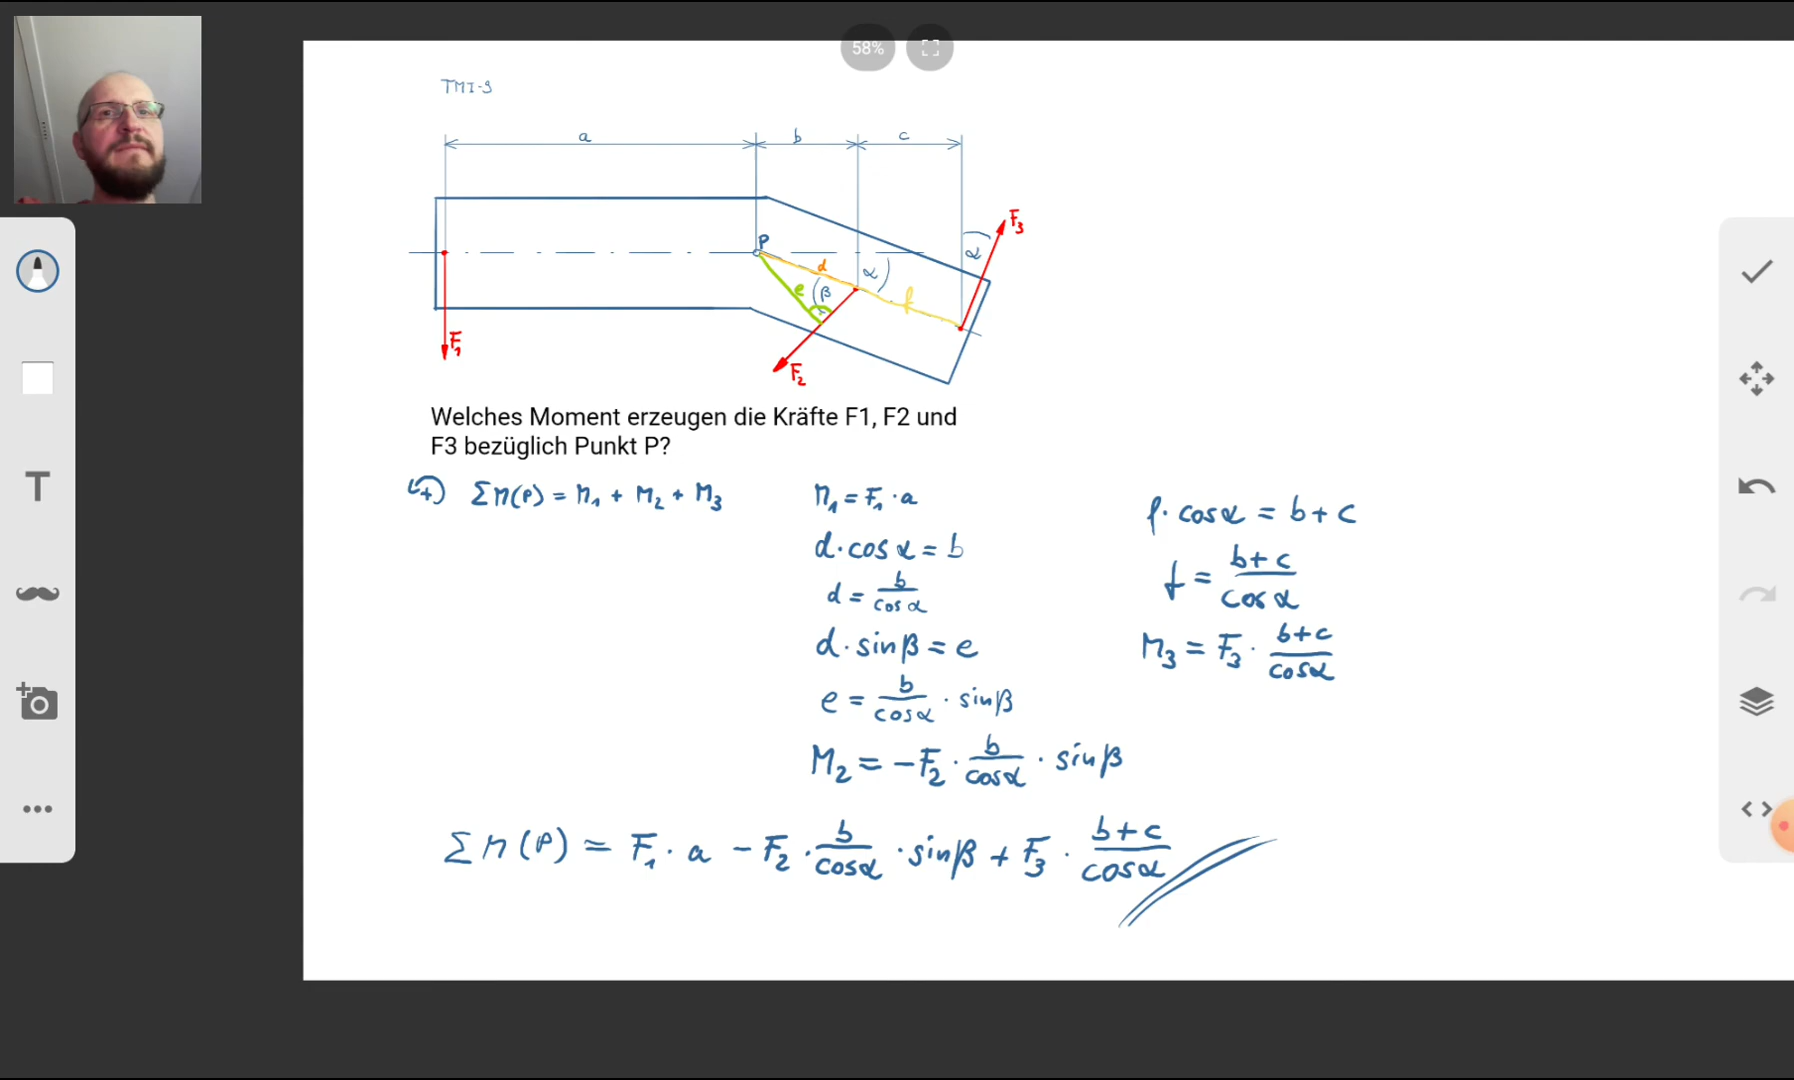 58%
TMI-9
a b c
P d α α F₃
e β f
F₁ F₂
Welches Moment erzeugen die Kräfte F1, F2 und
F3 bezüglich Punkt P?
+ ΣM(P) = M₁ + M₂ + M₃
M₁ = F₁ · a
d · cos α = b
d = b / cos α
d · sin β = e
e = b / cos α · sin β
M₂ = -F₂ · b / cos α · sin β
f · cos α = b + c
f = b + c / cos α
M₃ = F₃ · b + c / cos α
ΣM(P) = F₁ · a - F₂ · b / cos α · sin β + F₃ · b + c / cos α
T